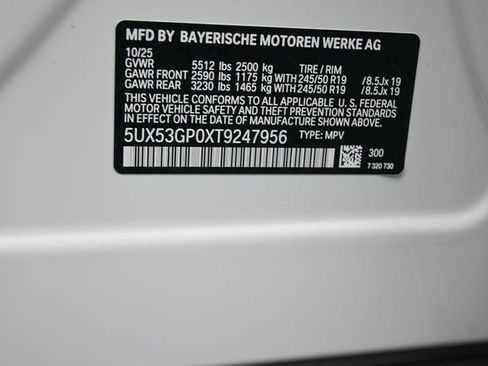 MFD BY BAYERISCHE MOTOREN WERKE AG
10/25
GVWR 5512 lbs 2500 kg TIRE / RIM
GAWR FRONT 2590 lbs 1175 kg WITH 245/50 R19 / 8.5J x 19
GAWR REAR 3230 lbs 1465 kg WITH 245/50 R19 / 8.5J x 19
THIS VEHICLE CONFORMS TO ALL APPLICABLE U. S. FEDERAL
MOTOR VEHICLE SAFETY AND THEFT PREVENTION STANDARDS
IN EFFECT ON THE DATE OF MANUFACTURE SHOWN ABOVE.
5UX53GP0XT9247956 TYPE: MPV
300
7 320 730